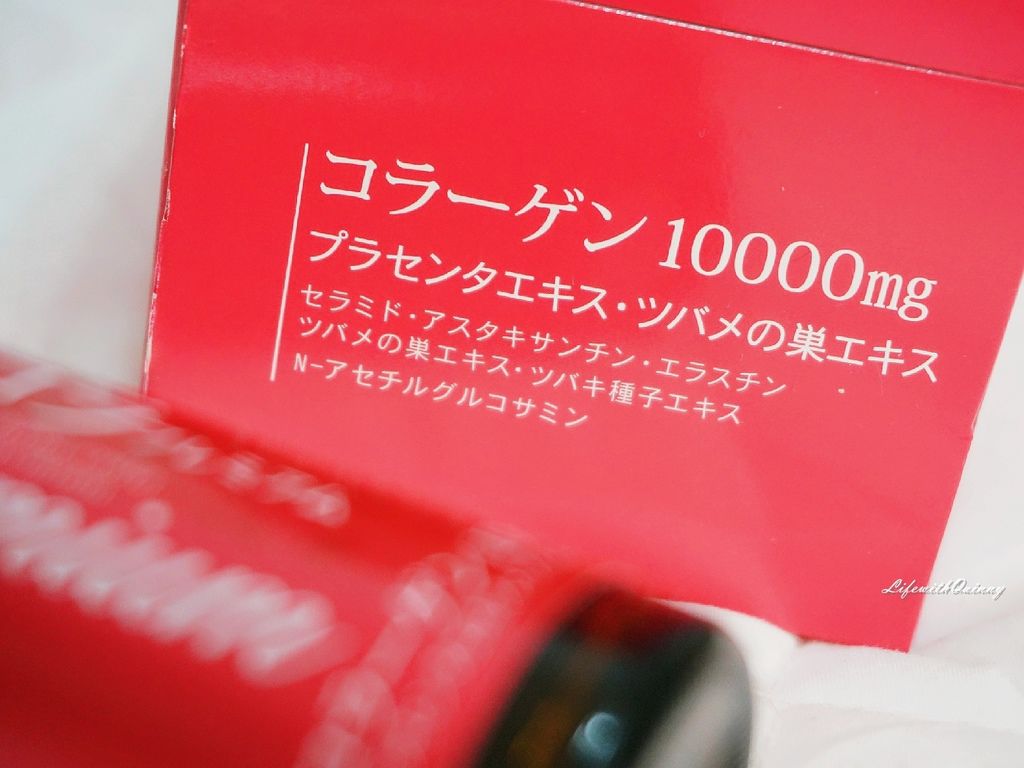 コラーゲン 10000mg
プラセンタエキス・ツバメの巣エキス
セラミド・アスタキサンチン・エラスチン
ツバメの巣エキス・ツバキ種子エキス
N-アセチルグルコサミン
LifewithQuinny